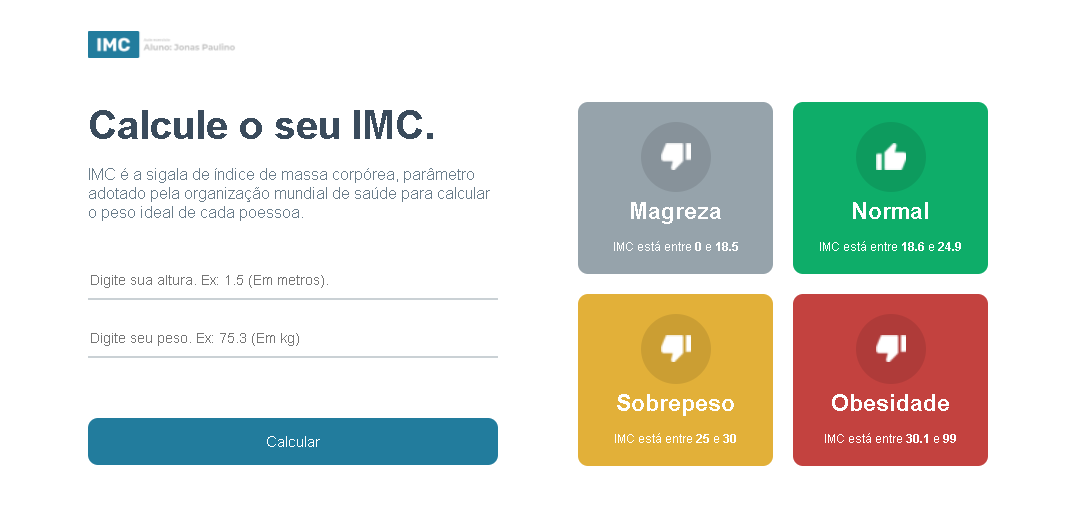 IMC
Aluno: Jonas Paulino
Calcule o seu IMC.
IMC é a sigala de índice de massa corpórea, parâmetro
adotado pela organização mundial de saúde para calcular
o peso ideal de cada poessoa.
Digite sua altura. Ex: 1.5 (Em metros).
Digite seu peso. Ex: 75.3 (Em kg)
Calcular
Magreza
IMC está entre 0 e 18.5
Normal
IMC está entre 18.6 e 24.9
Sobrepeso
IMC está entre 25 e 30
Obesidade
IMC está entre 30.1 e 99